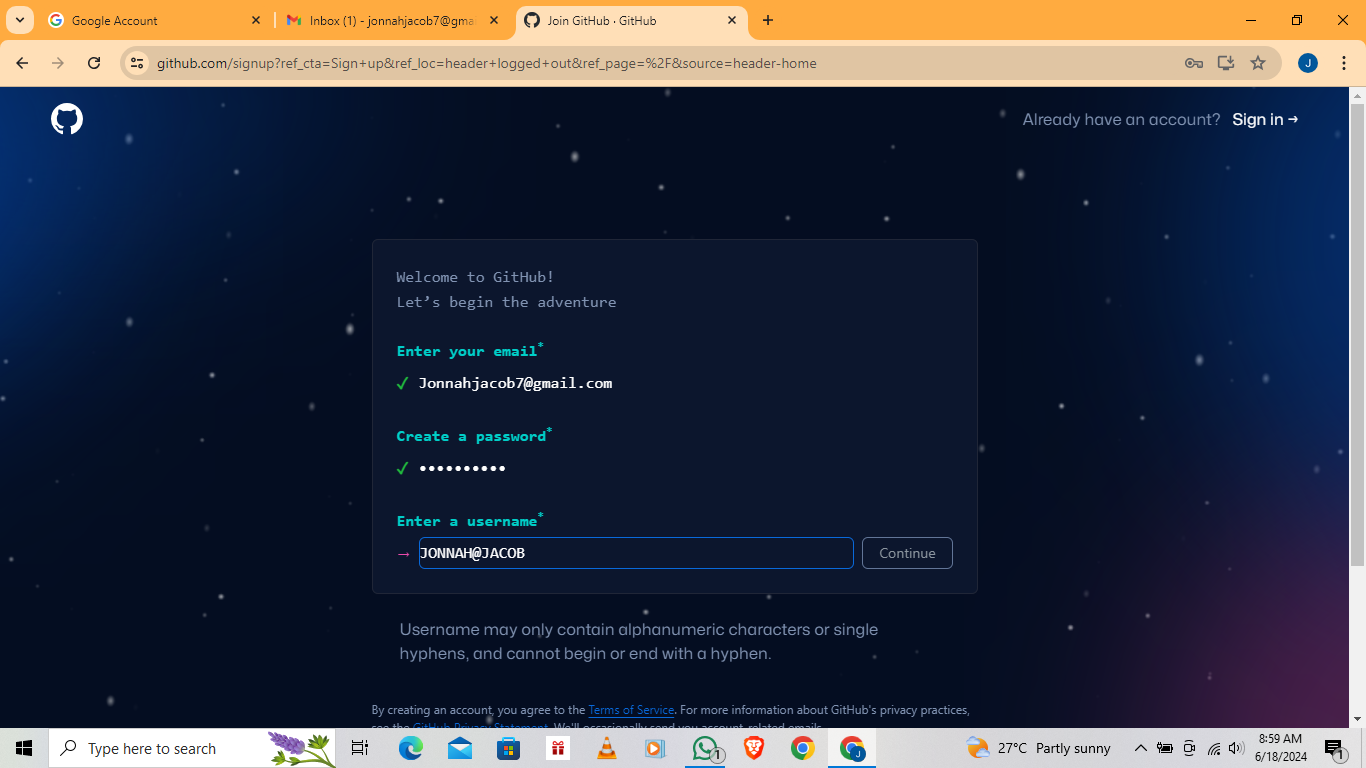 Google Account
Inbox (1) - jonnahjacob7@gma
Join GitHub · GitHub
github.com/signup?ref_cta=Sign+up&ref_loc=header+logged+out&ref_page=%2F&source=header-home
J
Already have an account? Sign in →
Welcome to GitHub!
Let’s begin the adventure
Enter your email*
✓ Jonnahjacob7@gmail.com
Create a password*
✓ ••••••••••
Enter a username*
→ JONNAH@JACOB Continue
Username may only contain alphanumeric characters or single
hyphens, and cannot begin or end with a hyphen.
By creating an account, you agree to the Terms of Service. For more information about GitHub's privacy practices,
see the GitHub Privacy Statement. We'll occasionally send you account-related emails.
Type here to search
1
J
27°C Partly sunny
8:59 AM
6/18/2024
1